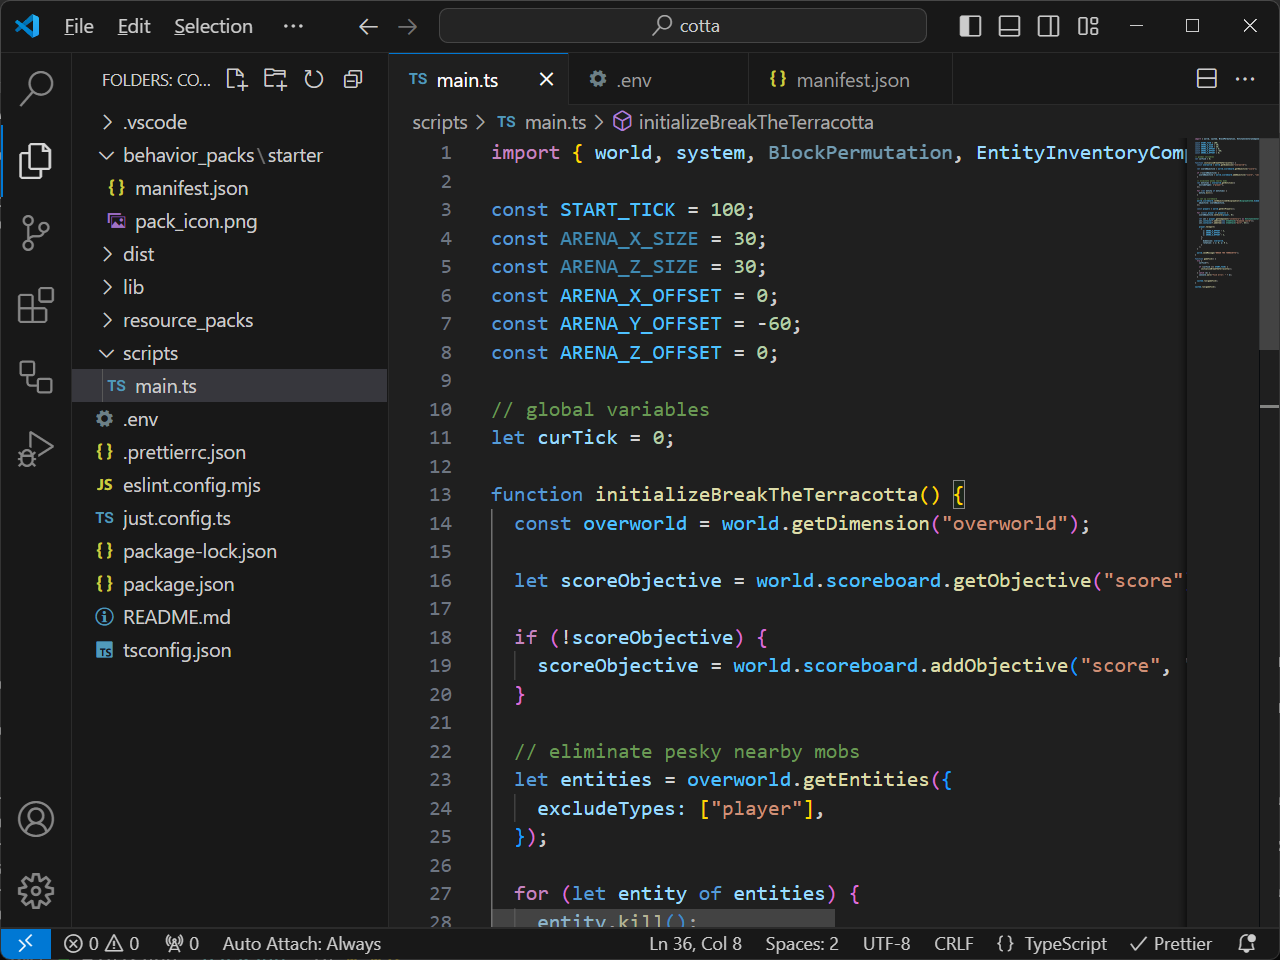 File Edit Selection ··· cotta
FOLDERS: CO...
.vscode
behavior_packs\starter
{} manifest.json
pack_icon.png
dist
lib
resource_packs
scripts
TS main.ts
.env
{} .prettierrc.json
JS eslint.config.mjs
TS just.config.ts
{} package-lock.json
{} package.json
README.md
TS tsconfig.json
TS main.ts .env {} manifest.json
scripts > TS main.ts > initializeBreakTheTerracotta
1 import { world, system, BlockPermutation, EntityInventoryCom
2
3 const START_TICK = 100;
4 const ARENA_X_SIZE = 30;
5 const ARENA_Z_SIZE = 30;
6 const ARENA_X_OFFSET = 0;
7 const ARENA_Y_OFFSET = -60;
8 const ARENA_Z_OFFSET = 0;
9
10 // global variables
11 let curTick = 0;
12
13 function initializeBreakTheTerracotta() {
14 const overworld = world.getDimension("overworld");
15
16 let scoreObjective = world.scoreboard.getObjective("score"
17
18 if (!scoreObjective) {
19 scoreObjective = world.scoreboard.addObjective("score",
20 }
21
22 // eliminate pesky nearby mobs
23 let entities = overworld.getEntities({
24 excludeTypes: ["player"],
25 });
26
27 for (let entity of entities) {
28 entity.kill();
0 0 0 Auto Attach: Always Ln 36, Col 8 Spaces: 2 UTF-8 CRLF {} TypeScript Prettier